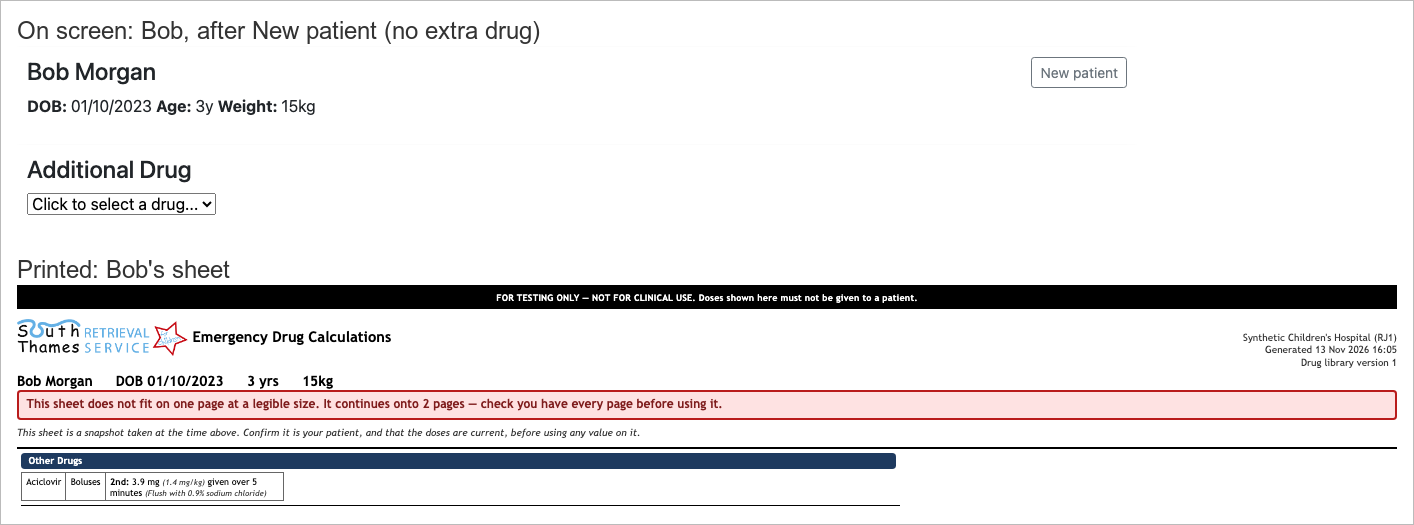 On screen: Bob, after New patient (no extra drug)
Bob Morgan
New patient
DOB: 01/10/2023 Age: 3y Weight: 15kg
Additional Drug
Click to select a drug...
Printed: Bob's sheet
FOR TESTING ONLY — NOT FOR CLINICAL USE. Doses shown here must not be given to a patient.
South
Thames
RETRIEVAL
SERVICE
Emergency Drug Calculations
Synthetic Children's Hospital (RJ1)
Generated 13 Nov 2026 16:05
Drug library version 1
Bob Morgan DOB 01/10/2023 3 yrs 15kg
This sheet does not fit on one page at a legible size. It continues onto 2 pages — check you have every page before using it.
This sheet is a snapshot taken at the time above. Confirm it is your patient, and that the doses are current, before using any value on it.
Other Drugs
Aciclovir Boluses 2nd: 3.9 mg (1.4 mg/kg) given over 5
minutes (Flush with 0.9% sodium chloride)